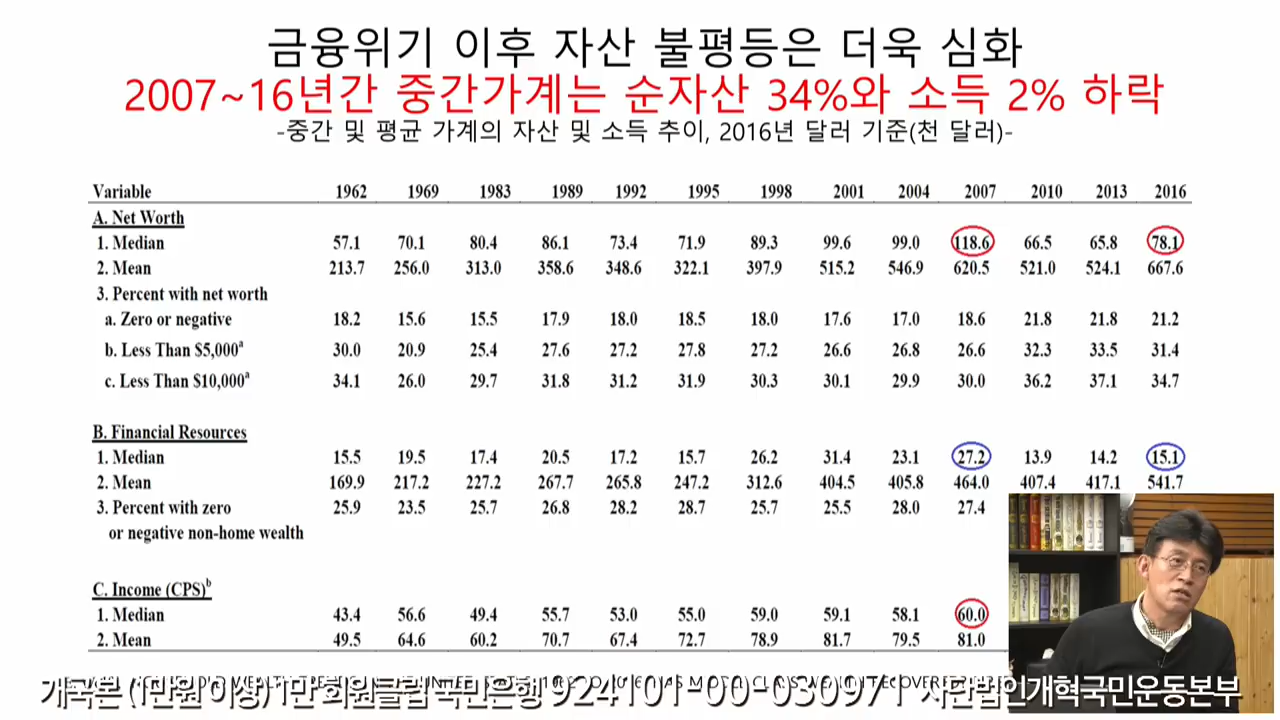 금융위기 이후 자산 불평등은 더욱 심화
2007~16년간 중간가계는 순자산 34%와 소득 2% 하락
-중간 및 평균 가계의 자산 및 소득 추이, 2016년 달러 기준(천 달러)-
Variable 1962 1969 1983 1989 1992 1995 1998 2001 2004 2007 2010 2013 2016
A. Net Worth
1. Median 57.1 70.1 80.4 86.1 73.4 71.9 89.3 99.6 99.0 118.6 66.5 65.8 78.1
2. Mean 213.7 256.0 313.0 358.6 348.6 322.1 397.9 515.2 546.9 620.5 521.0 524.1 667.6
3. Percent with net worth
a. Zero or negative 18.2 15.6 15.5 17.9 18.0 18.5 18.0 17.6 17.0 18.6 21.8 21.8 21.2
b. Less Than $5,000a 30.0 20.9 25.4 27.6 27.2 27.8 27.2 26.6 26.8 26.6 32.3 33.5 31.4
c. Less Than $10,000a 34.1 26.0 29.7 31.8 31.2 31.9 30.3 30.1 29.9 30.0 36.2 37.1 34.7
B. Financial Resources
1. Median 15.5 19.5 17.4 20.5 17.2 15.7 26.2 31.4 23.1 27.2 13.9 14.2 15.1
2. Mean 169.9 217.2 227.2 267.7 265.8 247.2 312.6 404.5 405.8 464.0 407.4 417.1 541.7
3. Percent with zero 25.9 23.5 25.7 26.8 28.2 28.7 25.7 25.5 28.0 27.4
or negative non-home wealth
C. Income (CPS)b
1. Median 43.4 56.6 49.4 55.7 53.0 55.0 59.0 59.1 58.1 60.0
2. Mean 49.5 64.6 60.2 70.7 67.4 72.7 78.9 81.7 79.5 81.0
개국본 (1만원 이상) 1만 회원클럽 국민은행 924101-00-030971 사단법인개혁국민운동본부